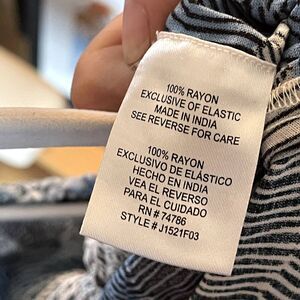 100% RAYON
EXCLUSIVE OF ELASTIC
MADE IN INDIA
SEE REVERSE FOR CARE
100% RAYON
EXCLUSIVO DE ELÁSTICO
HECHO EN INDIA
VEA EL REVERSO
PARA EL CUIDADO
RN # 74786
STYLE # J1521F03